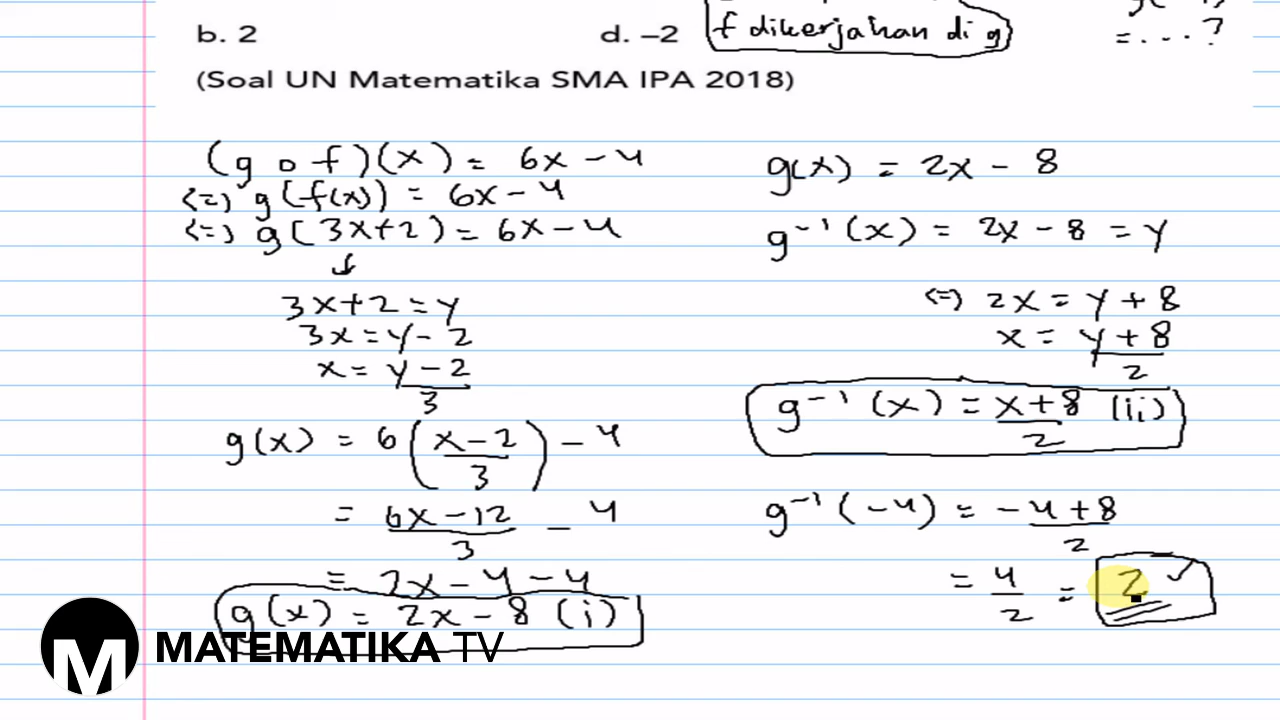 b. 2
d. –2
f dikerjahan di g
= . . . ?
(Soal UN Matematika SMA IPA 2018)
(g o f)(x) = 6x – 4
<=> g(f(x)) = 6x – 4
<=> g(3x+2) = 6x – 4
↓
3x+2 = y
3x = y – 2
x = y – 2 / 3
g(x) = 6(x–2 / 3) – 4
= 6x – 12 / 3 – 4
= 2x – 4 – 4
g(x) = 2x – 8 (i)
g(x) = 2x – 8
g⁻¹(x) = 2x – 8 = y
<=> 2x = y + 8
x = y + 8 / 2
g⁻¹(x) = x+8 / 2 (ii)
g⁻¹(–4) = –4+8 / 2
= 4 / 2 = 2 ✓
M MATEMATIKA TV